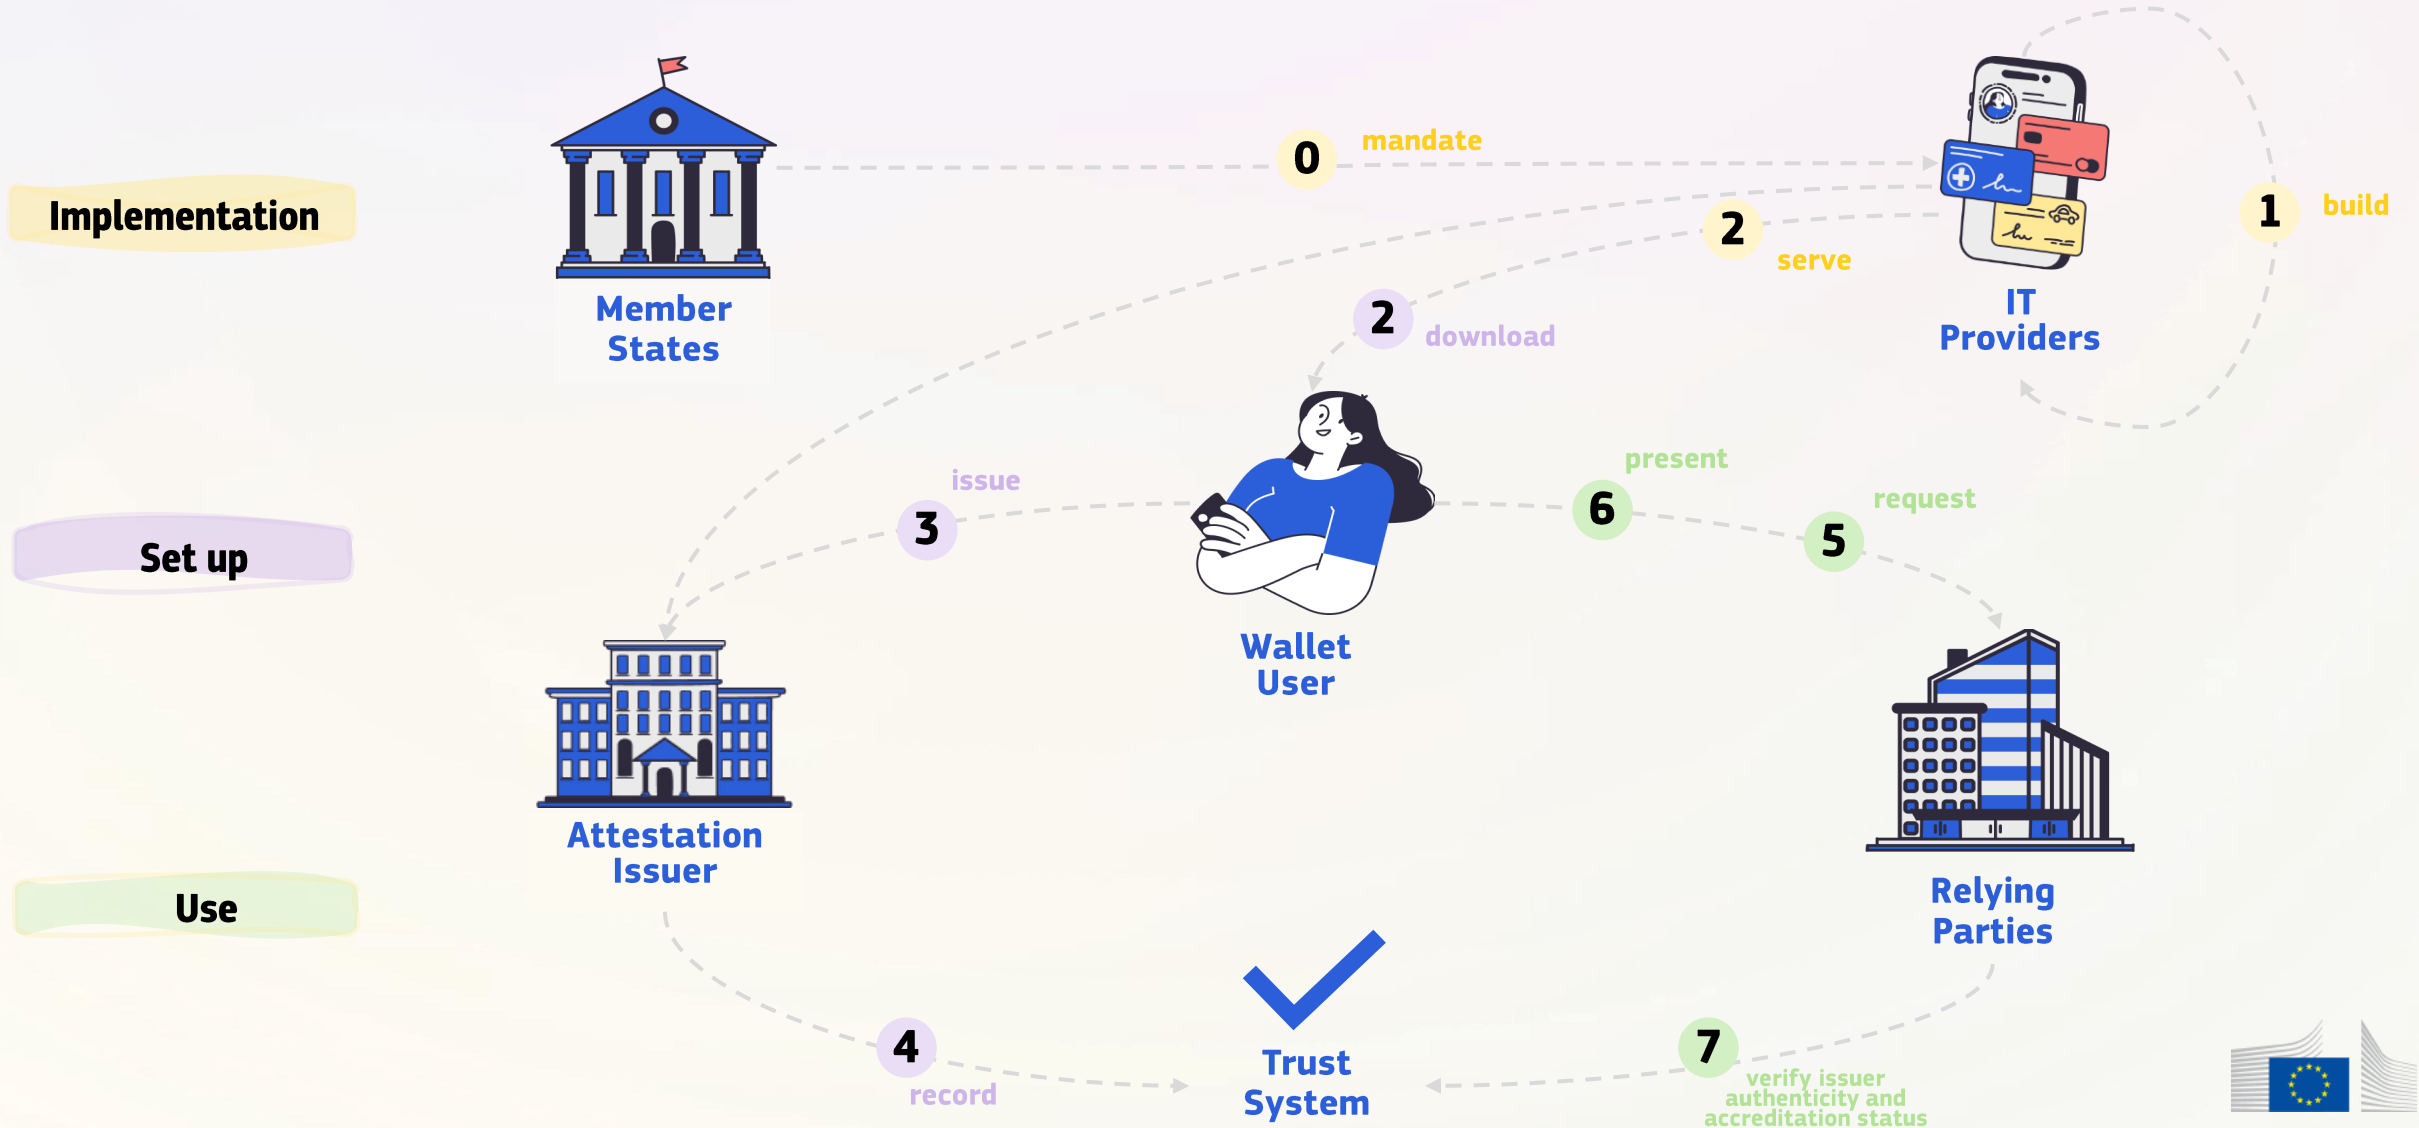 0
mandate
Implementation
1
build
2
serve
Member
States
IT
Providers
2
download
present
request
issue
6
3
5
Set up
Wallet
User
Attestation
Issuer
Relying
Parties
Use
4
record
Trust
System
7
verify issuer
authenticity and
accreditation status